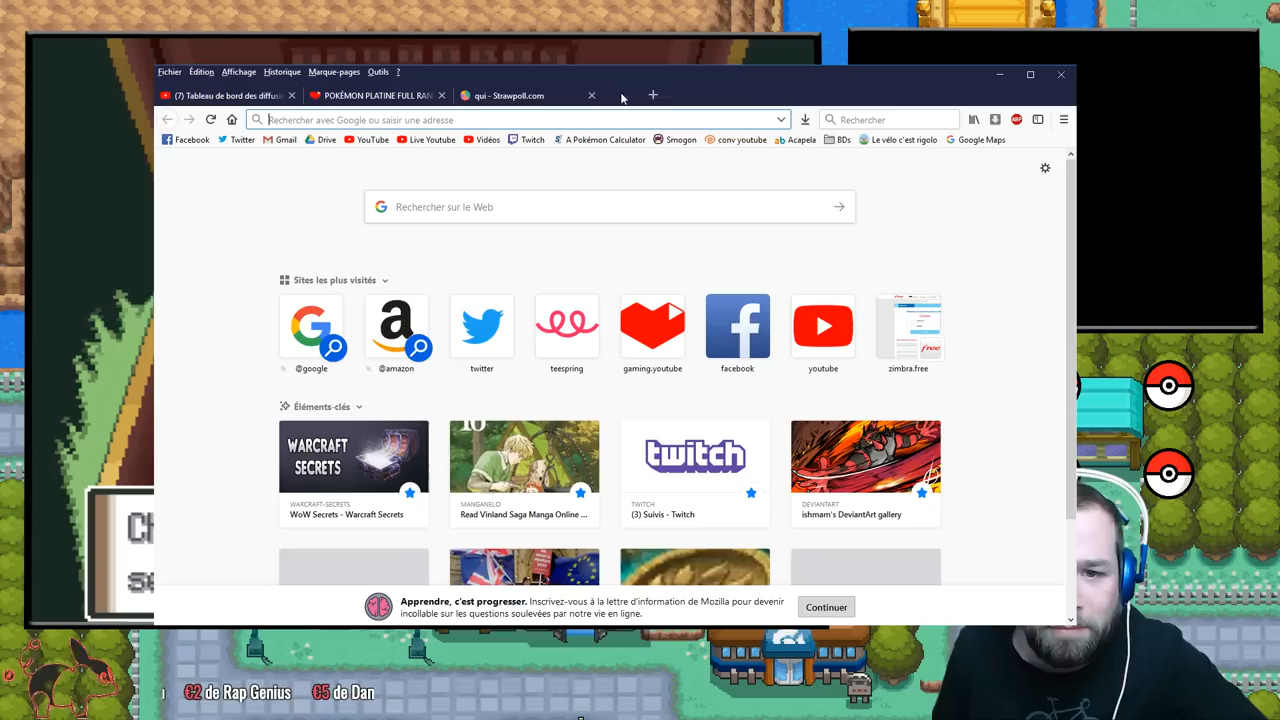 Fichier Édition Affichage Historique Marque-pages Outils ?
(7) Tableau de bord des diffusi
POKÉMON PLATINE FULL RAN
qui - Strawpoll.com
Rechercher avec Google ou saisir une adresse
Rechercher
ABP
Facebook Twitter Gmail Drive YouTube Live Youtube Vidéos Twitch A Pokémon Calculator Smogon conv youtube Acapela BDs Le vélo c'est rigolo Google Maps
Rechercher sur le Web
Sites les plus visités
free
@google @amazon twitter teespring gaming.youtube facebook youtube zimbra.free
Éléments-clés
WARCRAFT
SECRETS
10
twitch
WARCRAFT-SECRETS
WoW Secrets - Warcraft Secrets
MANGANELO
Read Vinland Saga Manga Online ...
TWITCH
(3) Suivis - Twitch
DEVIANTART
ishmam's DeviantArt gallery
Apprendre, c'est progresser. Inscrivez-vous à la lettre d'information de Mozilla pour devenir
incollable sur les questions soulevées par notre vie en ligne.
Continuer
Ch
se
€2 de Rap Genius €5 de Dan